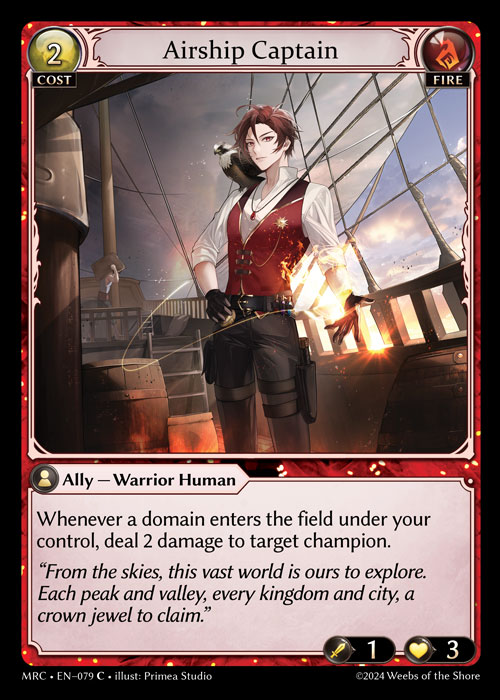 2
Airship Captain
COST
FIRE
Ally — Warrior Human
Whenever a domain enters the field under your
control, deal 2 damage to target champion.
“From the skies, this vast world is ours to explore.
Each peak and valley, every kingdom and city, a
crown jewel to claim.”
1
3
MRC • EN–079 C • illust: Primea Studio
©2024 Weebs of the Shore